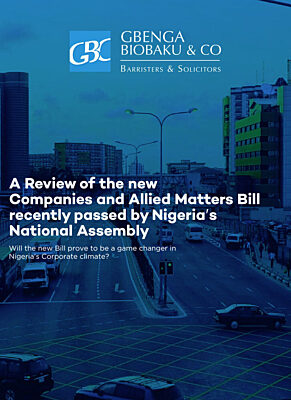 GBC
GBENGA
BIOBAKU & CO
BARRISTERS & SOLICITORS
A Review of the new
Companies and Allied Matters Bill
recently passed by Nigeria's
National Assembly
Will the new Bill prove to be a game changer in
Nigeria's Corporate climate?